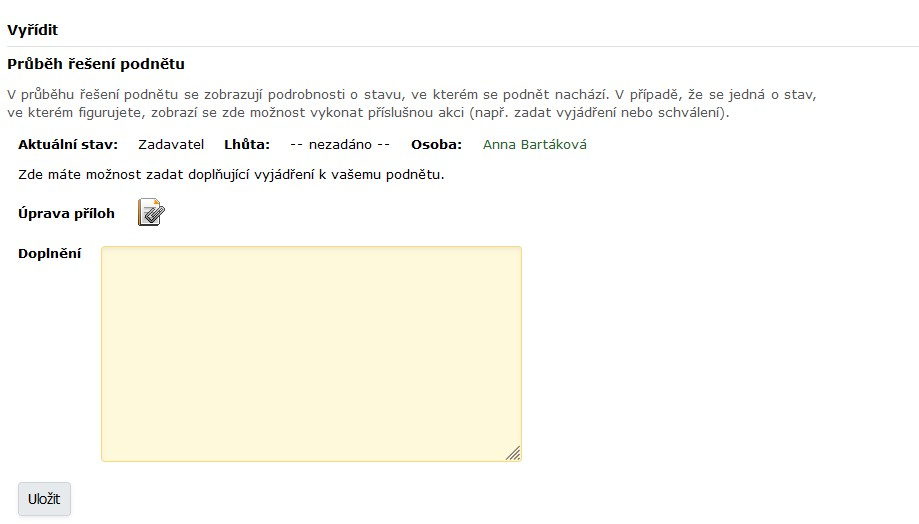 Vyřídit
Průběh řešení podnětu
V průběhu řešení podnětu se zobrazují podrobnosti o stavu, ve kterém se podnět nachází. V případě, že se jedná o stav,
ve kterém figurujete, zobrazí se zde možnost vykonat příslušnou akci (např. zadat vyjádření nebo schválení).
Aktuální stav: Zadavatel Lhůta: -- nezadáno -- Osoba: Anna Bartáková
Zde máte možnost zadat doplňující vyjádření k vašemu podnětu.
Úprava příloh
Doplnění
Uložit